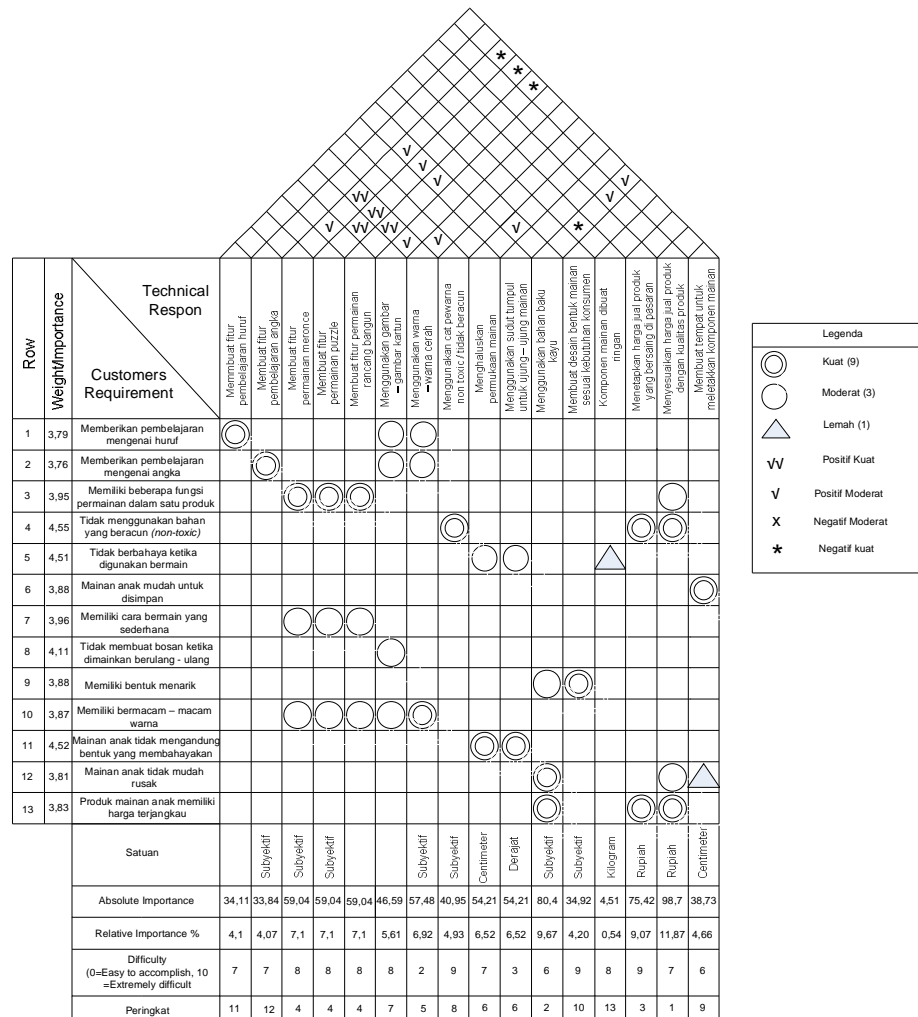 Row
Weight/Importance
Technical
Respon
Customers
Requirement
Memmbuat fitur
pembelajaran huruf
Membuat fitur
pembelajaran angka
Membuat fitur
permainan meronce
Membuat fitur
permainan puzzle
Membuat fitur permainan
rancang bangun
Menggunakan gambar
– gambar kartun
Menggunakan warna
– warna cerah
Menggunakan cat pewarna
non toxic/tidak beracun
Menghaluskan
permukaan mainan
Menggunakan sudut tumpul
untuk ujung – ujung mainan
Menggunakan bahan baku
kayu
Membuat desain bentuk mainan
sesuai kebutuhan konsumen
Komponen mainan dibuat
ringan
Menetapkan harga jual produk
yang bersaing di pasaran
Menyesuaikan harga jual produk
dengan kualitas produk
Membuat tempat untuk
meletakkan komponen mainan
1 3,79 Memberikan pembelajaran
mengenai huruf
2 3,76 Memberikan pembelajaran
mengenai angka
3 3,95 Memiliki beberapa fungsi
permainan dalam satu produk
4 4,55 Tidak menggunakan bahan
yang beracun (non-toxic)
5 4,51 Tidak berbahaya ketika
digunakan bermain
6 3,88 Mainan anak mudah untuk
disimpan
7 3,96 Memiliki cara bermain yang
sederhana
8 4,11 Tidak membuat bosan ketika
dimainkan berulang - ulang
9 3,88 Memiliki bentuk menarik
10 3,87 Memiliki bermacam – macam
warna
11 4,52 Mainan anak tidak mengandung
bentuk yang membahayakan
12 3,81 Mainan anak tidak mudah
rusak
13 3,83 Produk mainan anak memiliki
harga terjangkau
Satuan Subyektif Subyektif Subyektif Subyektif Subyektif Centimeter Derajat Subyektif Subyektif Kilogram Rupiah Rupiah Centimeter
Absolute Importance 34,11 33,84 59,04 59,04 59,04 46,59 57,48 40,95 54,21 54,21 80,4 34,92 4,51 75,42 98,7 38,73
Relative Importance % 4,1 4,07 7,1 7,1 7,1 5,61 6,92 4,93 6,52 6,52 9,67 4,20 0,54 9,07 11,87 4,66
Difficulty
(0=Easy to accomplish, 10
=Extremely difficult
7 7 8 8 8 8 2 9 7 3 6 9 8 9 7 6
Peringkat 11 12 4 4 4 7 5 8 6 6 2 10 13 3 1 9
Legenda
Kuat (9)
Moderat (3)
Lemah (1)
√√ Positif Kuat
√ Positif Moderat
X Negatif Moderat
* Negatif kuat